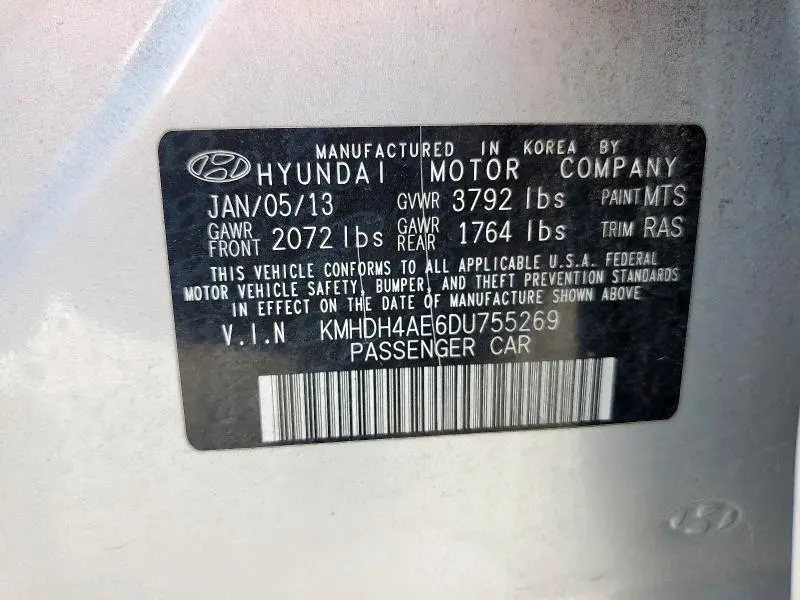 MANUFACTURED IN KOREA BY
HYUNDAI MOTOR COMPANY
JAN/05/13 GVWR 3792 lbs PAINT MTS
GAWR FRONT 2072 lbs GAWR REAR 1764 lbs TRIM RAS
THIS VEHICLE CONFORMS TO ALL APPLICABLE U.S.A. FEDERAL
MOTOR VEHICLE SAFETY, BUMPER, AND THEFT PREVENTION STANDARDS
IN EFFECT ON THE DATE OF MANUFACTURE SHOWN ABOVE
V.I.N KMHDH4AE6DU755269
PASSENGER CAR